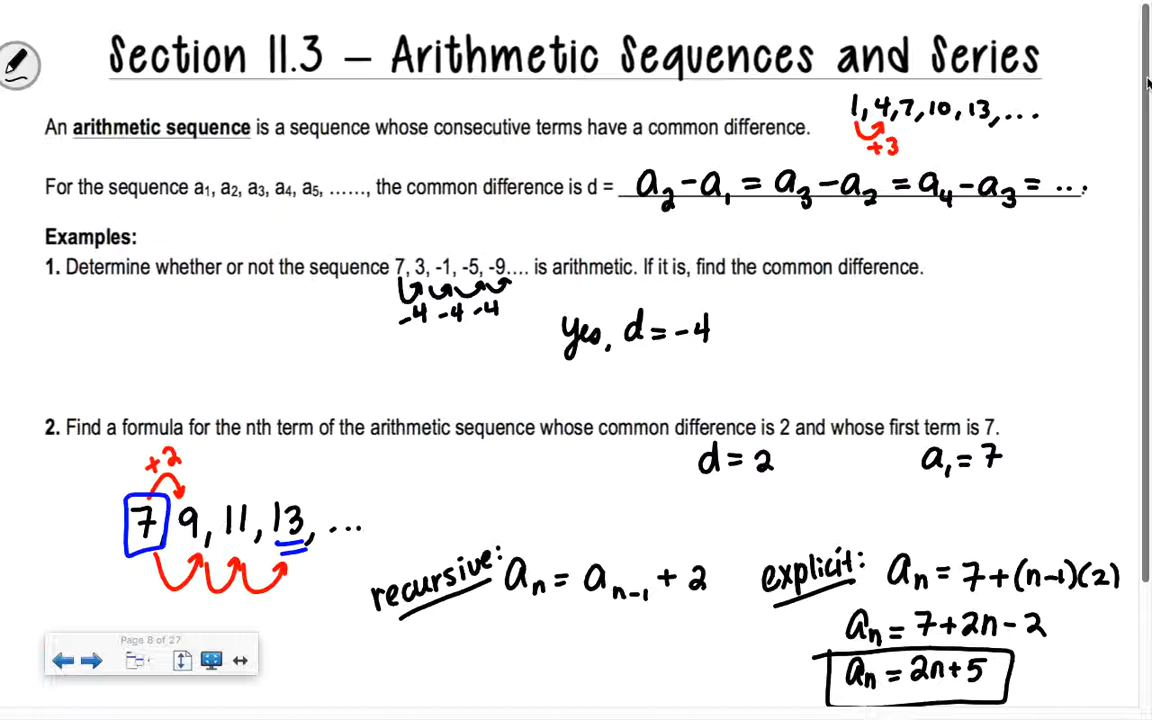 Section 11.3 – Arithmetic Sequences and Series
1, 4, 7, 10, 13, ...
+3
An arithmetic sequence is a sequence whose consecutive terms have a common difference.
For the sequence a₁, a₂, a₃, a₄, a₅, ……, the common difference is d = a₂ - a₁ = a₃ - a₂ = a₄ - a₃ = ...
Examples:
1. Determine whether or not the sequence 7, 3, -1, -5, -9.... is arithmetic. If it is, find the common difference.
-4 -4 -4
yes, d = -4
2. Find a formula for the nth term of the arithmetic sequence whose common difference is 2 and whose first term is 7.
d = 2 a₁ = 7
+2
7 9, 11, 13, ...
recursive: aₙ = aₙ₋₁ + 2
explicit: aₙ = 7 + (n-1)(2)
aₙ = 7 + 2n - 2
aₙ = 2n + 5
Page 8 of 27